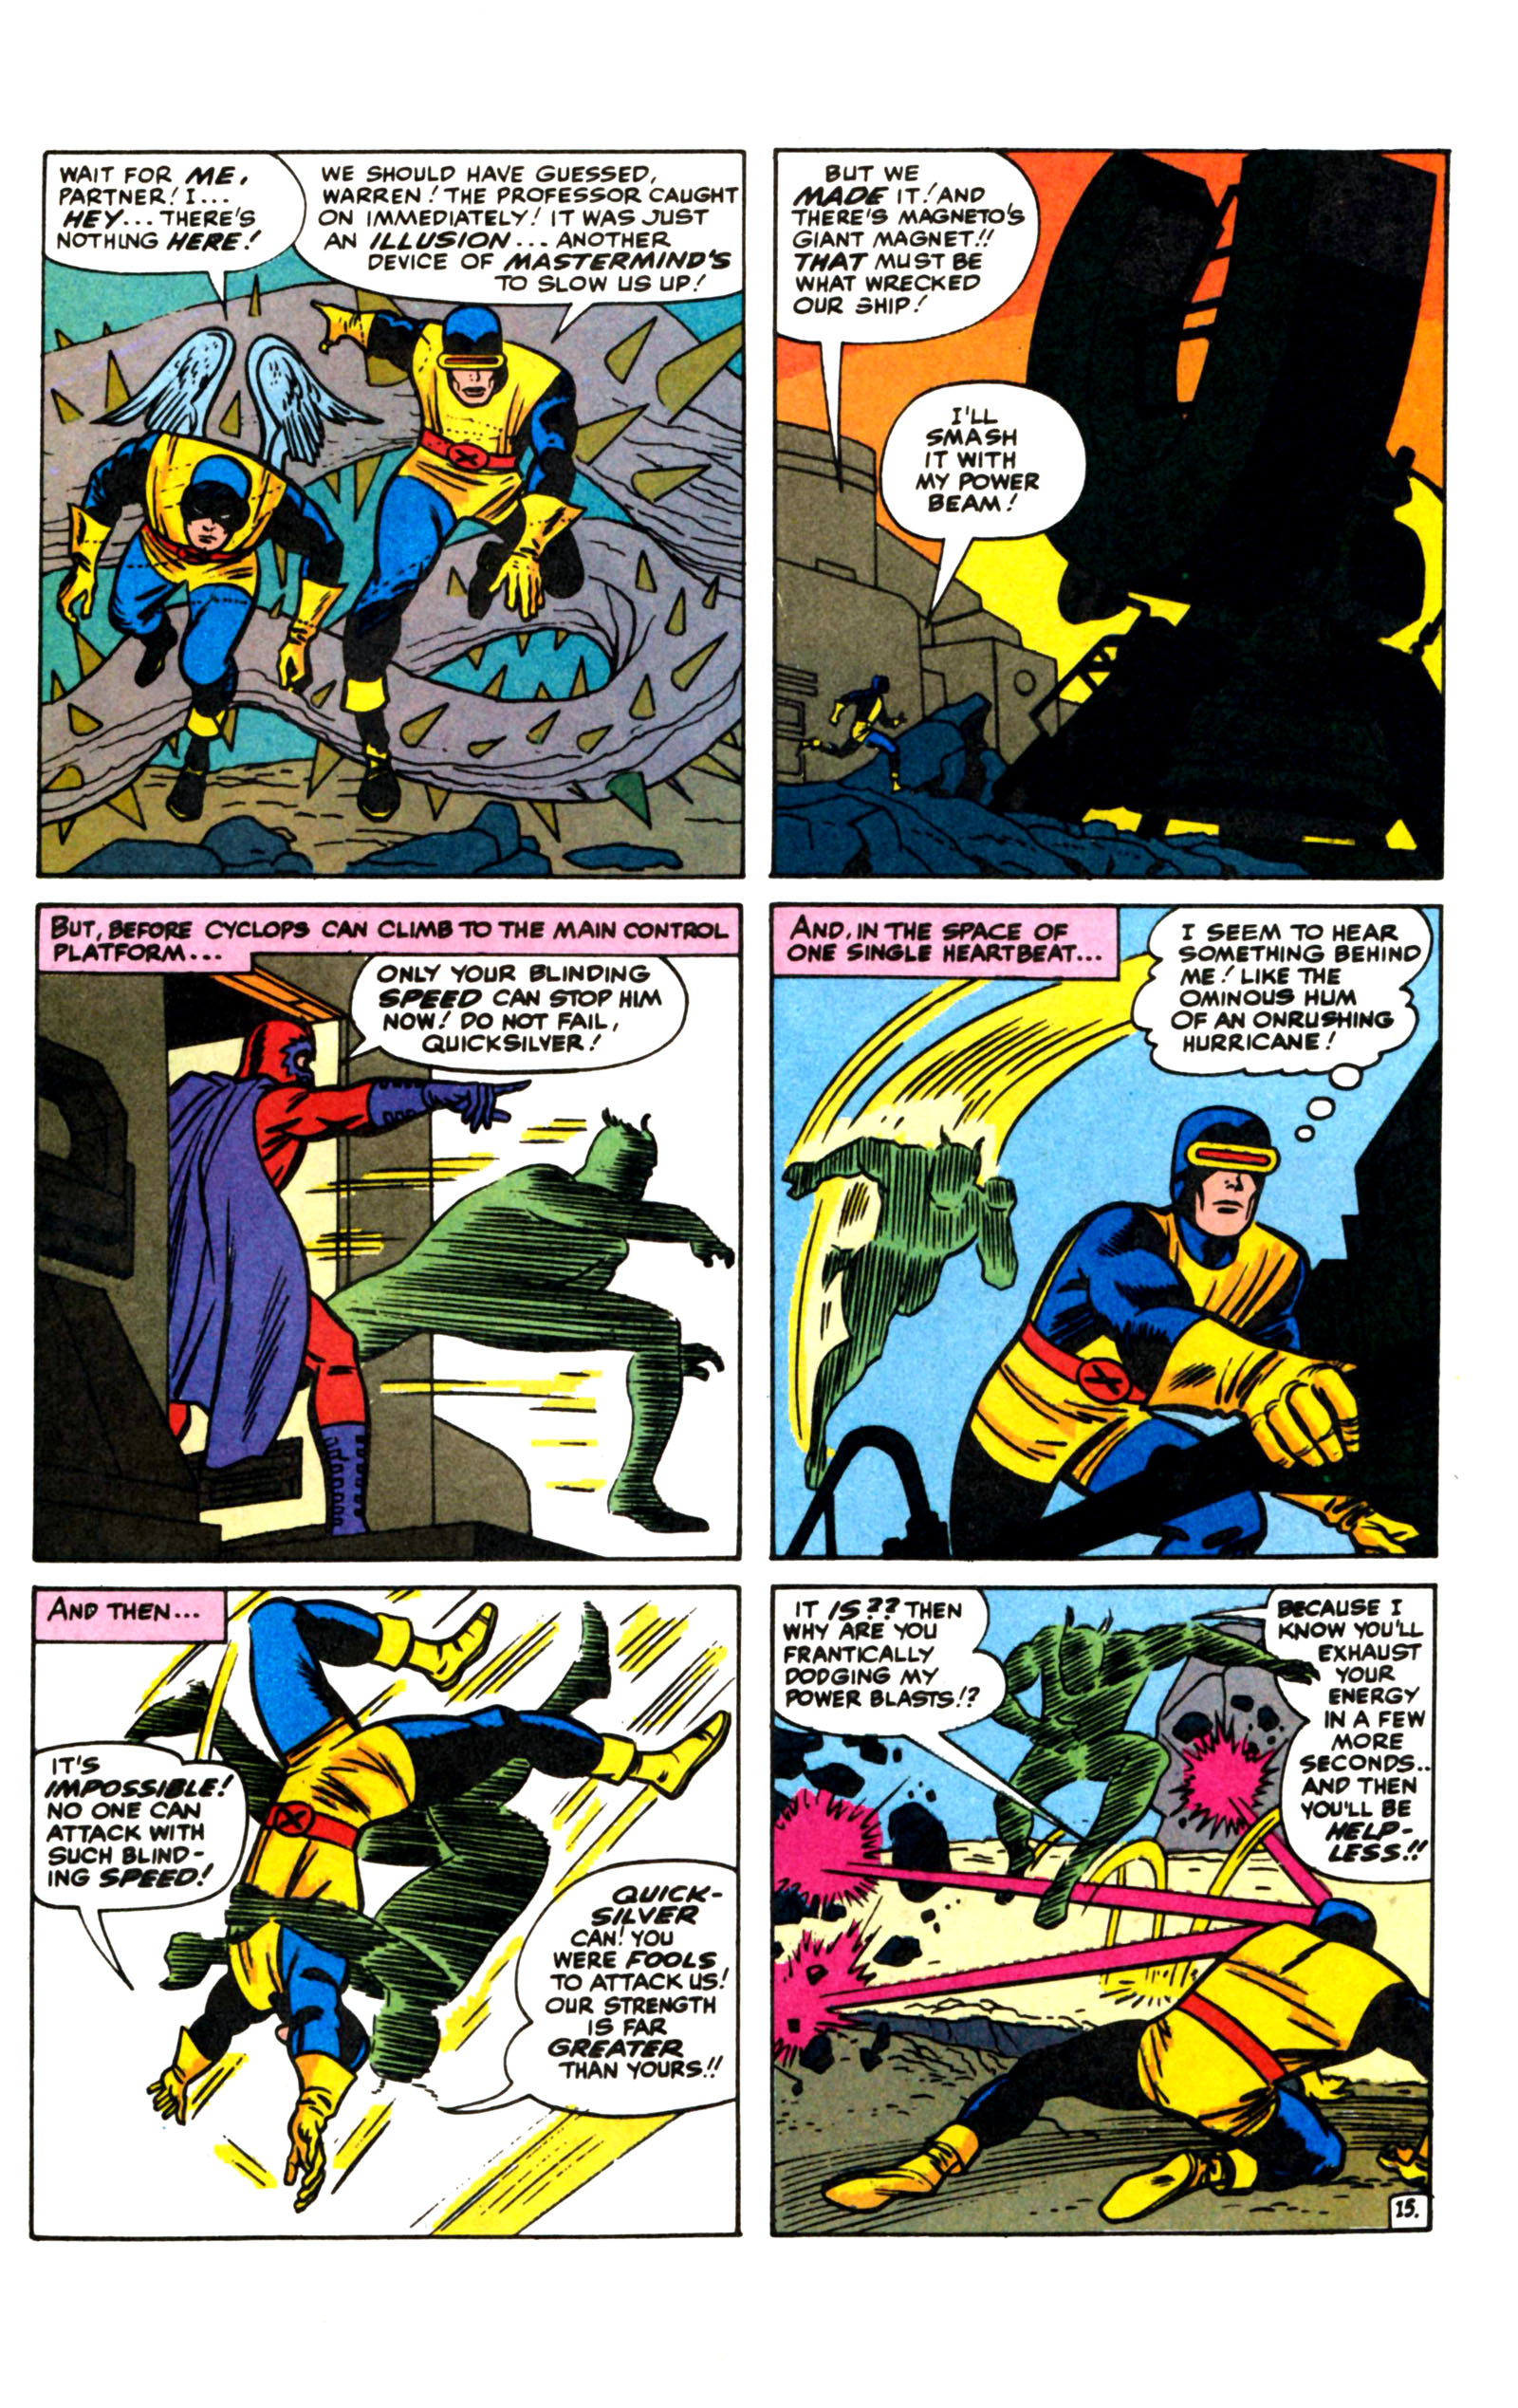 WAIT FOR ME,
PARTNER! I...
HEY... THERE'S
NOTHING HERE!
WE SHOULD HAVE GUESSED,
WARREN! THE PROFESSOR CAUGHT
ON IMMEDIATELY! IT WAS JUST
AN ILLUSION... ANOTHER
DEVICE OF MASTERMIND'S
TO SLOW US UP!
BUT WE
MADE IT! AND
THERE'S MAGNETO'S
GIANT MAGNET!!
THAT MUST BE
WHAT WRECKED
OUR SHIP!
I'LL
SMASH
IT WITH
MY POWER
BEAM!
BUT, BEFORE CYCLOPS CAN CLIMB TO THE MAIN CONTROL
PLATFORM...
ONLY YOUR BLINDING
SPEED CAN STOP HIM
NOW! DO NOT FAIL,
QUICKSILVER!
AND, IN THE SPACE OF
ONE SINGLE HEARTBEAT...
I SEEM TO HEAR
SOMETHING BEHIND
ME! LIKE THE
OMINOUS HUM
OF AN ONRUSHING
HURRICANE!
AND THEN...
IT'S
IMPOSSIBLE!
NO ONE CAN
ATTACK WITH
SUCH BLIND-
ING SPEED!
QUICK-
SILVER
CAN! YOU
WERE FOOLS
TO ATTACK US!
OUR STRENGTH
IS FAR
GREATER
THAN YOURS!!
IT IS?? THEN
WHY ARE YOU
FRANTICALLY
DODGING MY
POWER BLASTS!?
BECAUSE I
KNOW YOU'LL
EXHAUST
YOUR
ENERGY
IN A FEW
MORE
SECONDS..
AND THEN
YOU'LL BE
HELP-
LESS!!
15.